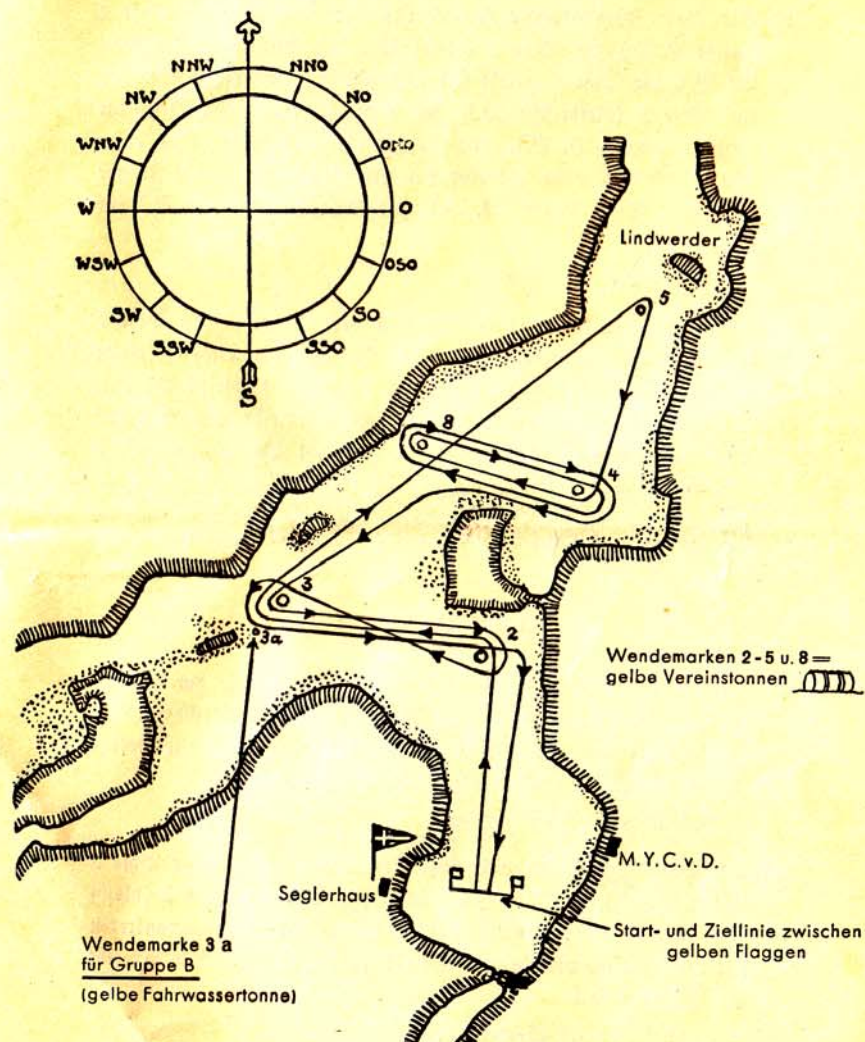 NNW
NNO
NW
NO
WNW
ONO
W
O
WSW
OSO
SW
SO
SSW
SSO
S
Lindwerder
5
8
4
3
3a
2
Wendemarken 2-5 u. 8=
gelbe Vereinstonnen
M.Y.C.v.D.
Seglerhaus
Start- und Ziellinie zwischen
gelben Flaggen
Wendemarke 3a
für Gruppe B
(gelbe Fahrwassertonne)